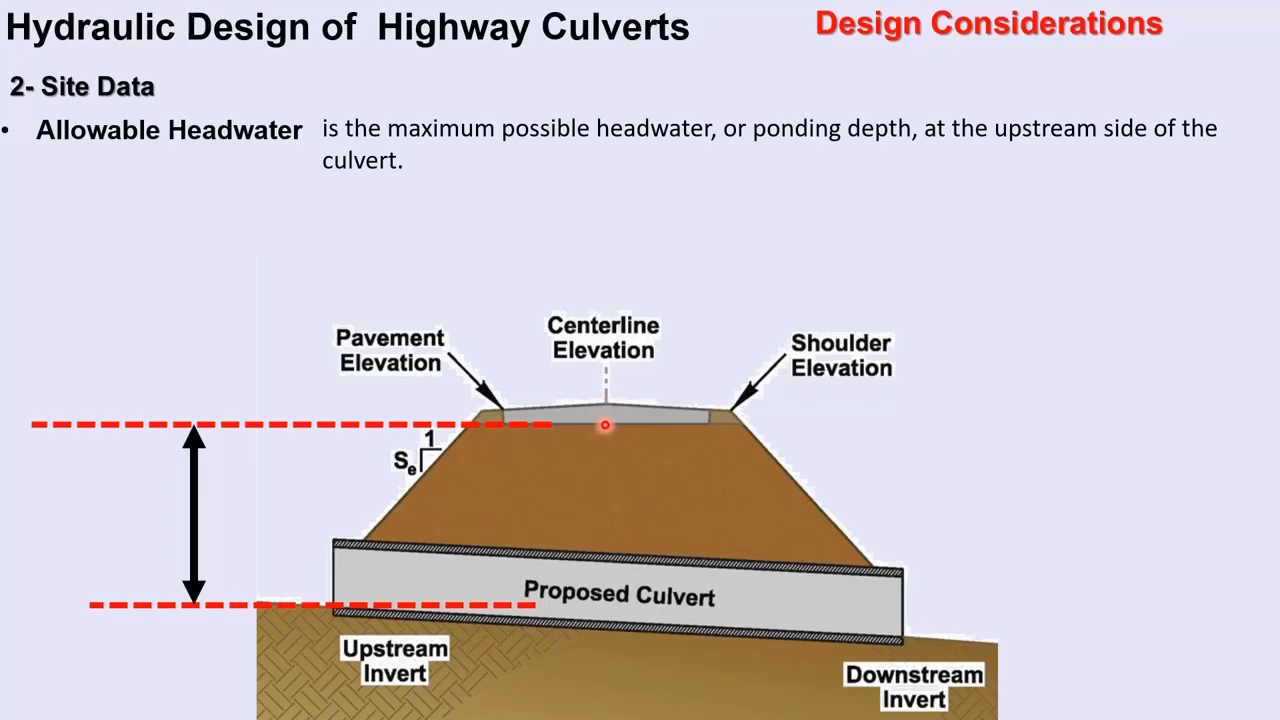 Hydraulic Design of Highway Culverts
Design Considerations
2- Site Data
• Allowable Headwater is the maximum possible headwater, or ponding depth, at the upstream side of the
culvert.
Pavement
Elevation
Centerline
Elevation
Shoulder
Elevation
1
Se
Proposed Culvert
Upstream
Invert
Downstream
Invert